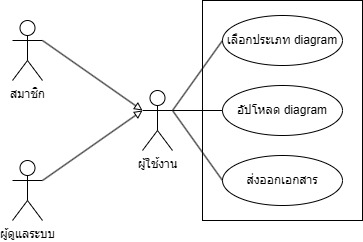 เลือกประเภท diagram
สมาชิก
อัปโหลด diagram
ผู้ใช้งาน
ส่งออกเอกสาร
ผู้ดูแลระบบ